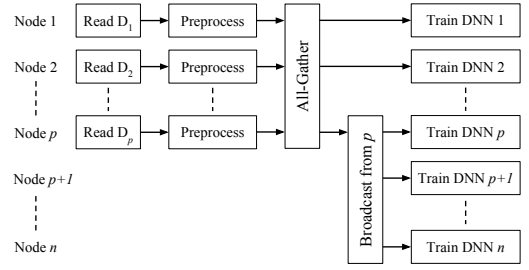 Node 1 Read D1 Preprocess Train DNN 1
Node 2 Read D2 Preprocess Train DNN 2
All-Gather
Node p Read Dp Preprocess Train DNN p
Broadcast from p
Node p+1 Train DNN p+1
Node n Train DNN n